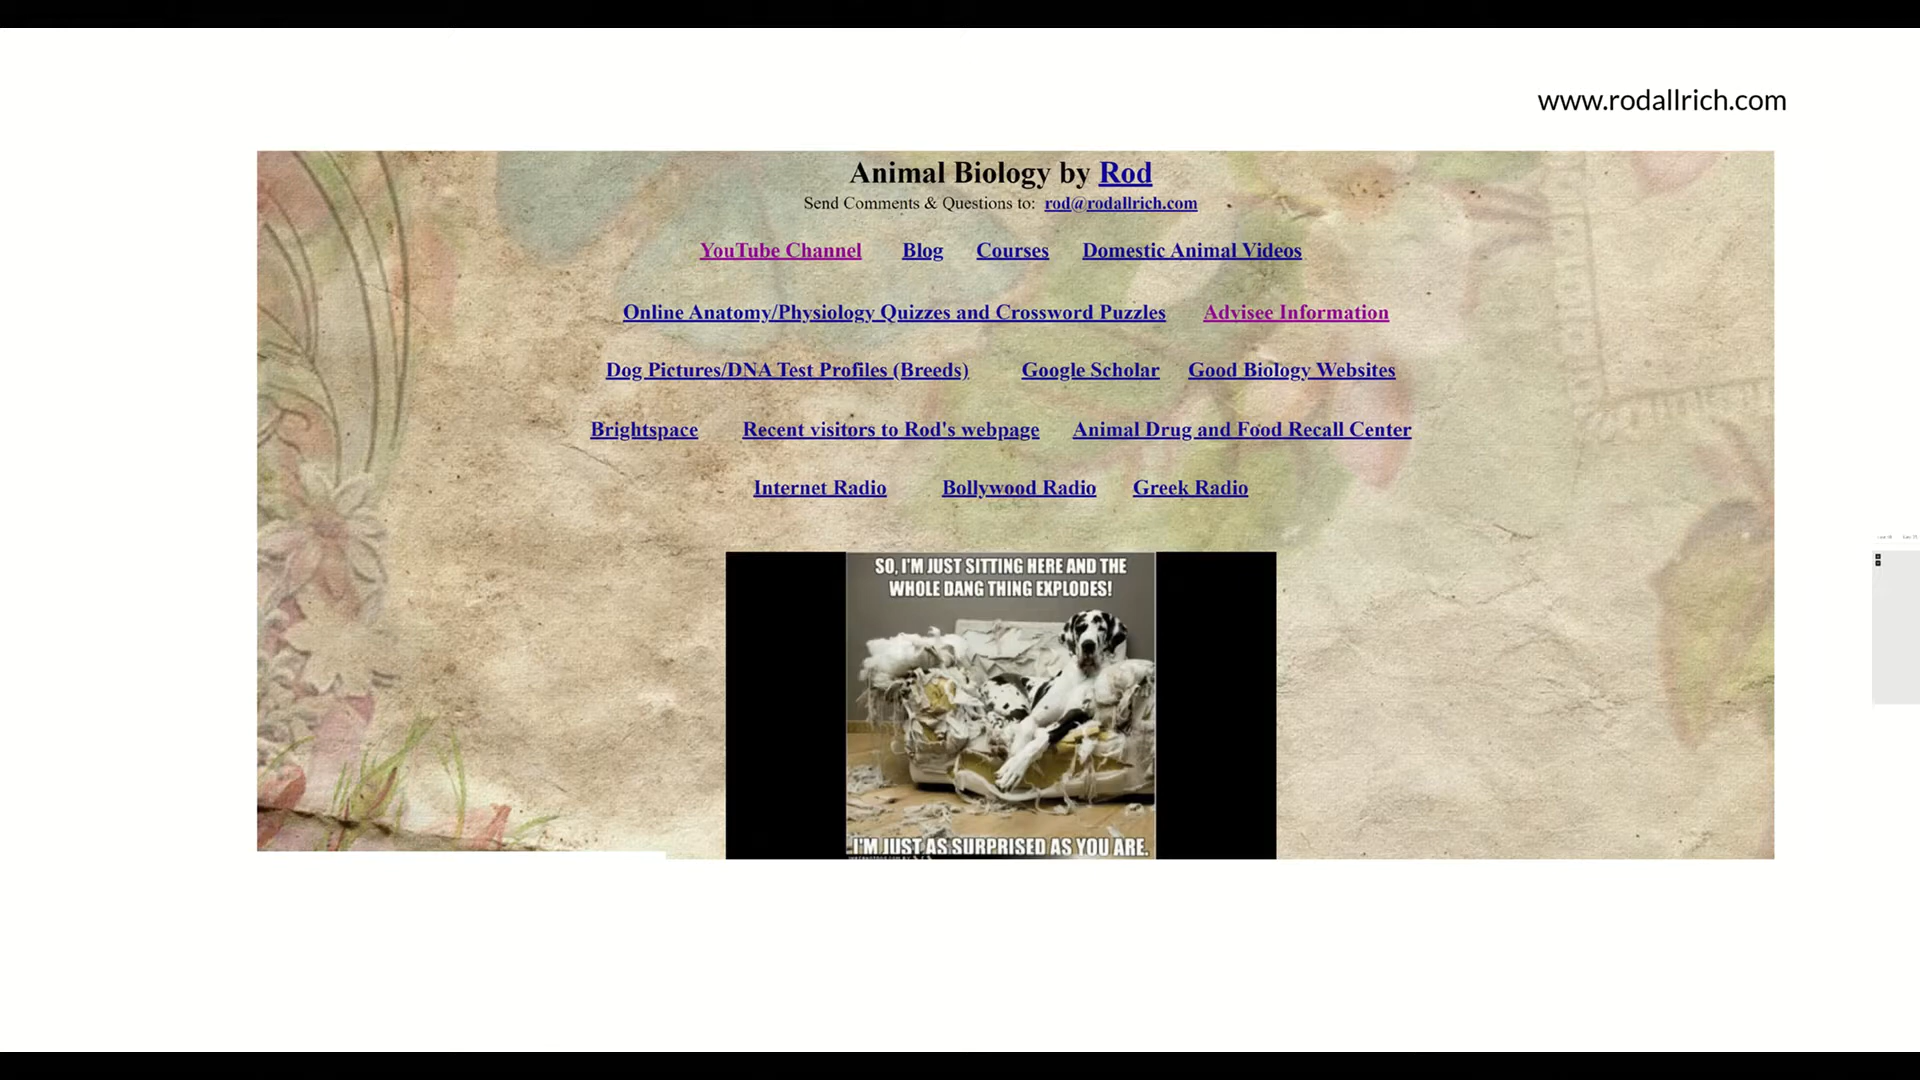 www.rodallrich.com
Animal Biology by Rod
Send Comments & Questions to: rod@rodallrich.com
YouTube Channel Blog Courses Domestic Animal Videos
Online Anatomy/Physiology Quizzes and Crossword Puzzles Advisee Information
Dog Pictures/DNA Test Profiles (Breeds) Google Scholar Good Biology Websites
Brightspace Recent visitors to Rod's webpage Animal Drug and Food Recall Center
Internet Radio Bollywood Radio Greek Radio
SO, I'M JUST SITTING HERE AND THE
WHOLE DANG THING EXPLODES!
I'M JUST AS SURPRISED AS YOU ARE.